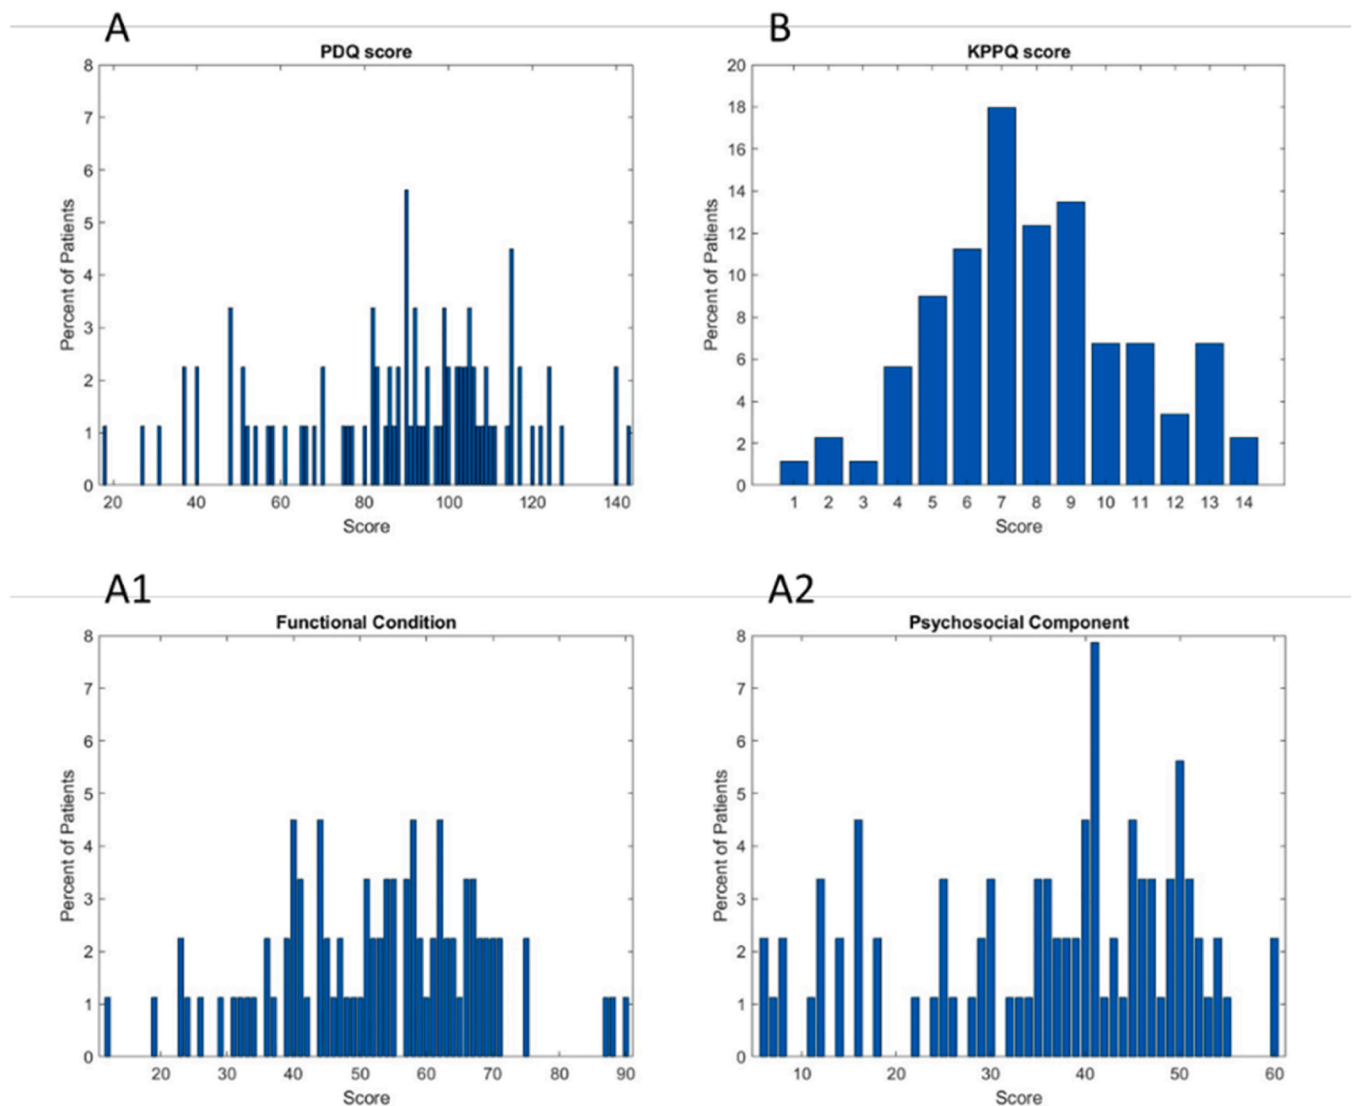 A
PDQ score
8
7
6
5
4
3
2
1
0
Percent of Patients
20 40 60 80 100 120 140
Score
B
KPPQ score
20
18
16
14
12
10
8
6
4
2
0
Percent of Patients
1 2 3 4 5 6 7 8 9 10 11 12 13 14
Score
A1
Functional Condition
8
7
6
5
4
3
2
1
0
Percent of Patients
20 30 40 50 60 70 80 90
Score
A2
Psychosocial Component
8
7
6
5
4
3
2
1
0
Percent of Patients
10 20 30 40 50 60
Score